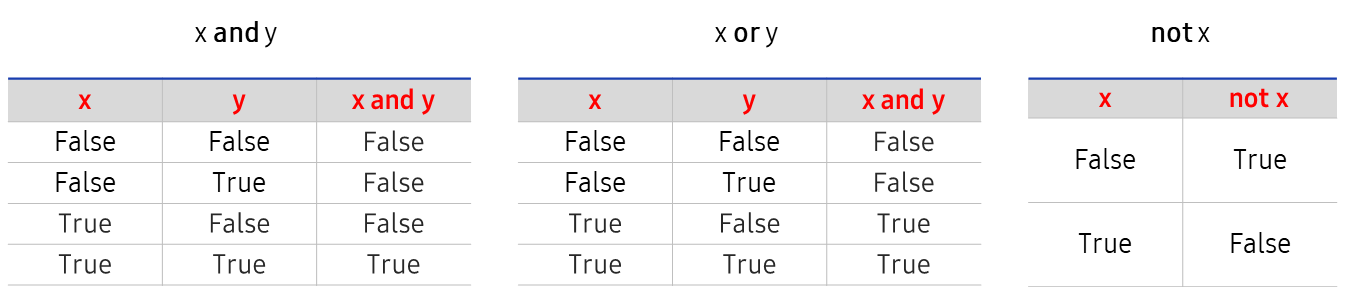 x and y
x y x and y
False False False
False True False
True False False
True True True
x or y
x y x and y
False False False
False True False
True False True
True True True
not x
x not x
False True
True False